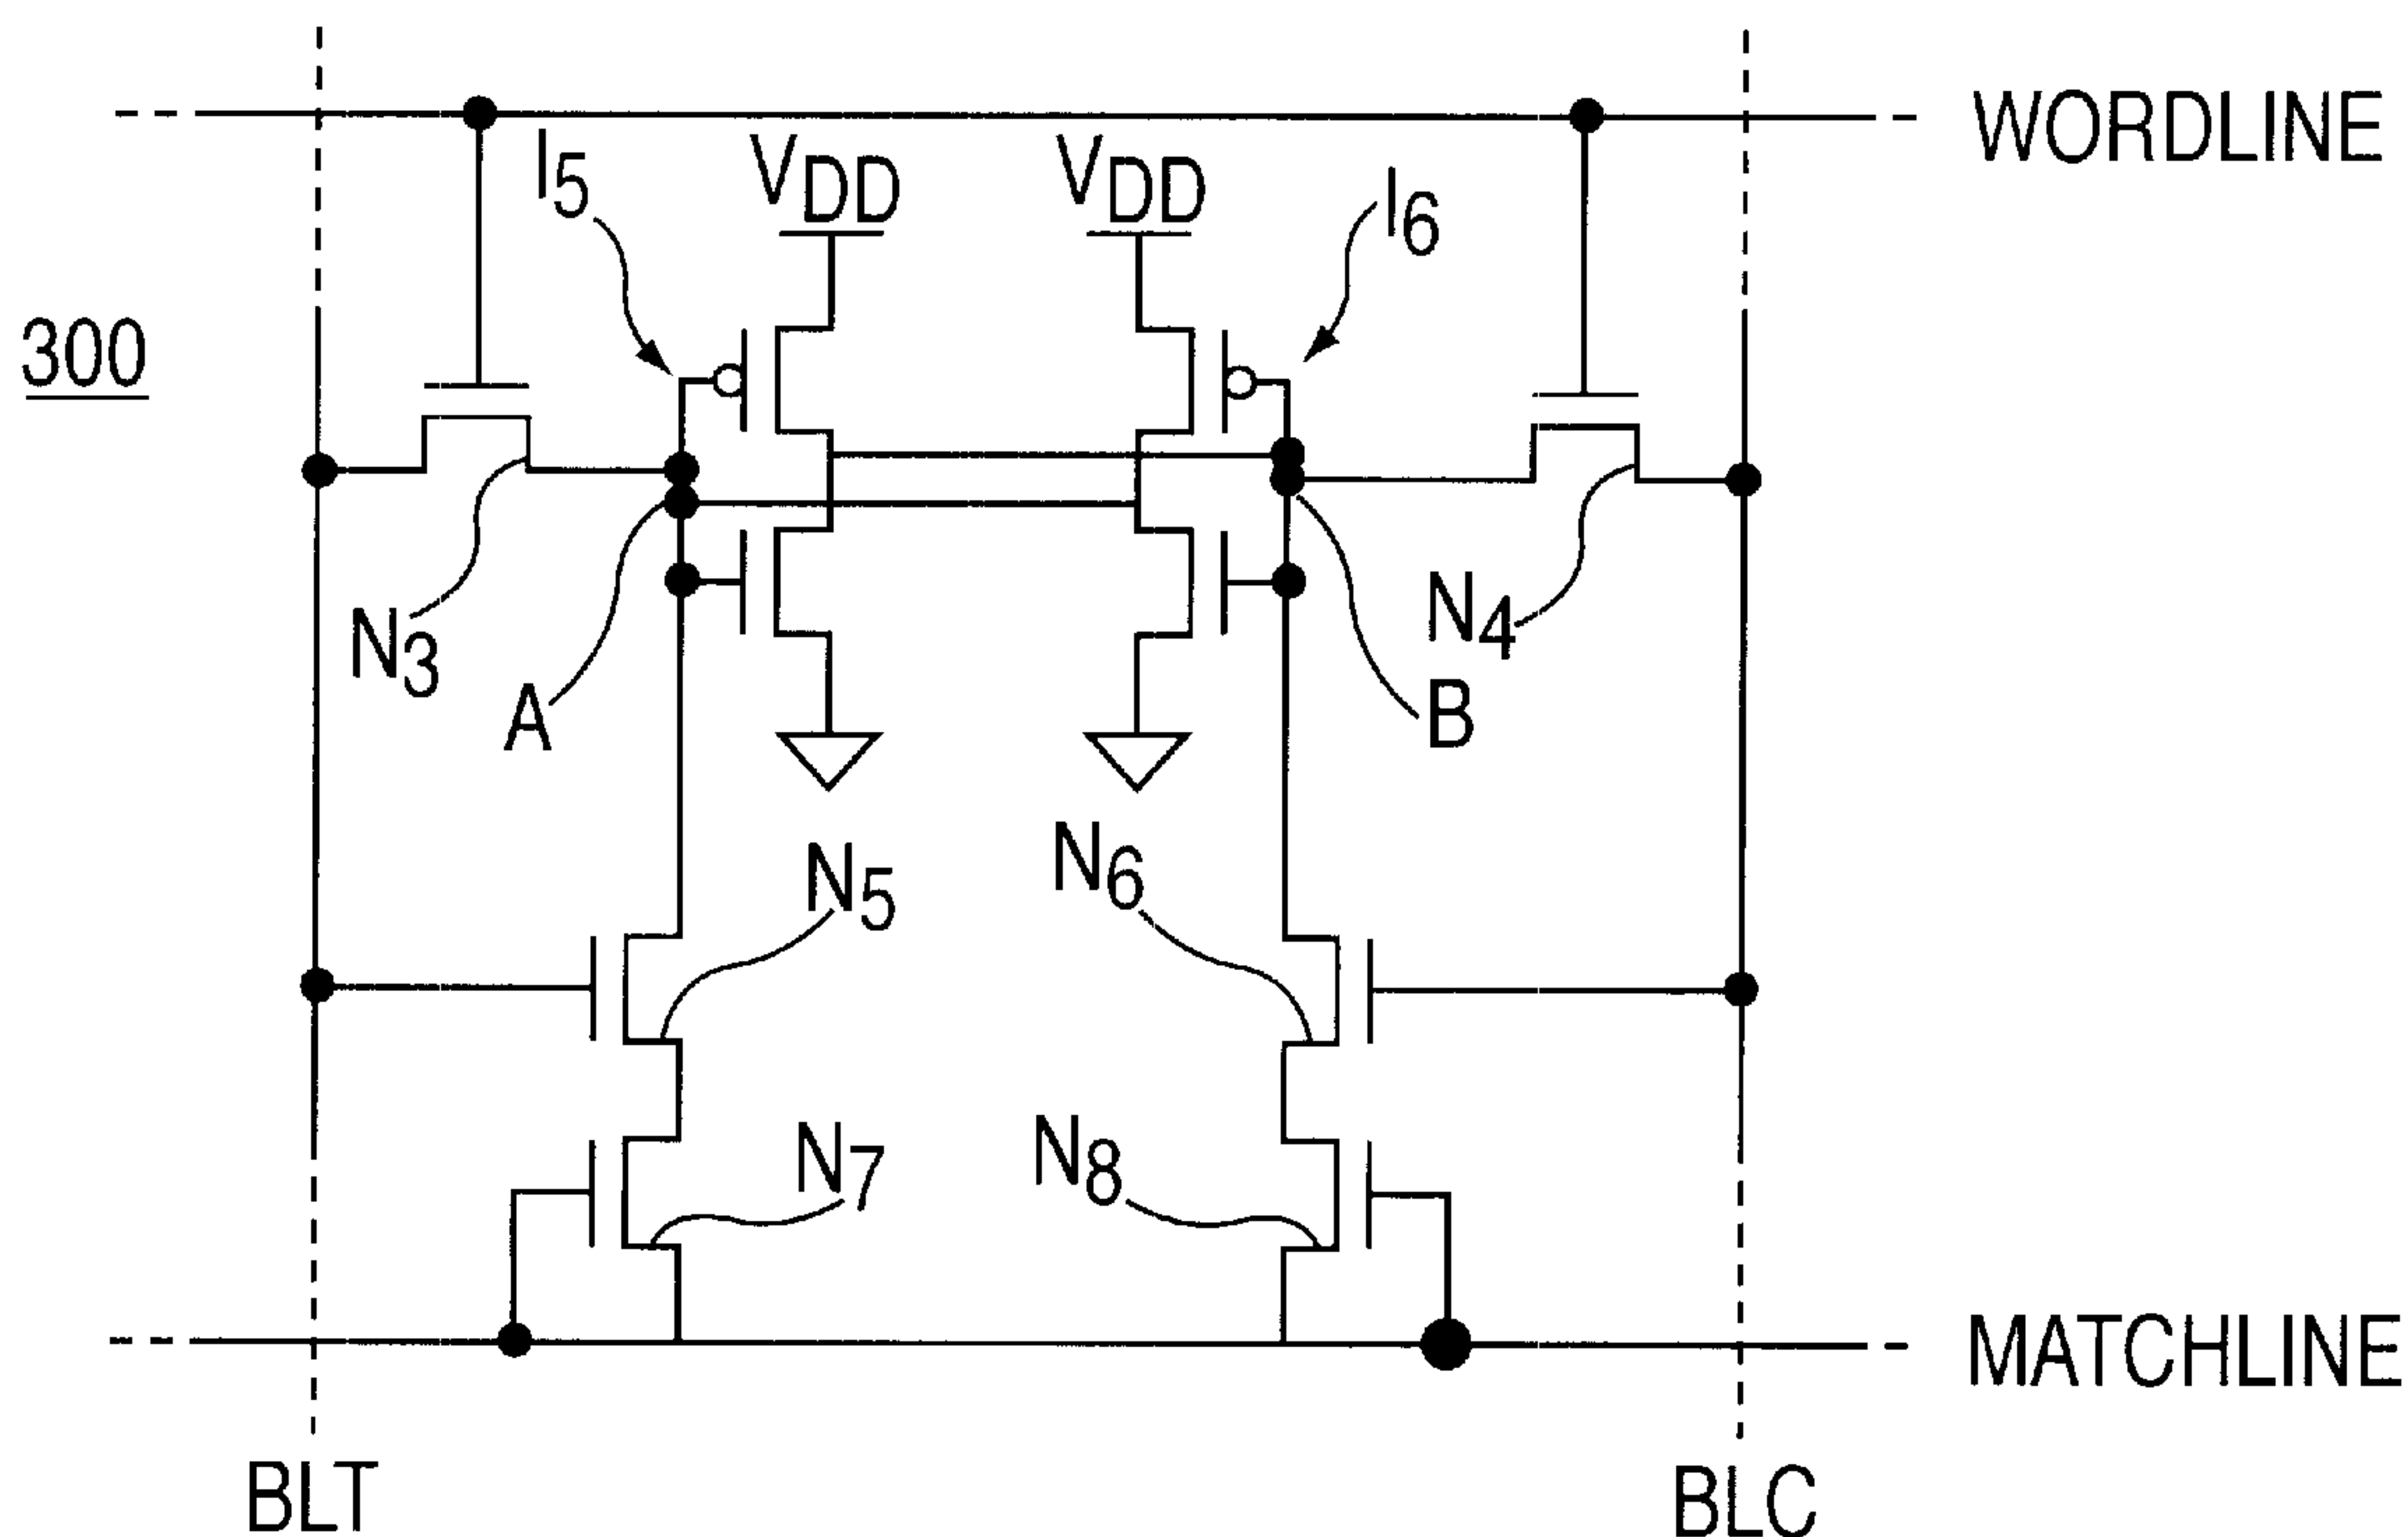 WORDLINE
I5
VDD
VDD
I6
300
N3
A
N4
B
N5
N6
N7
N8
MATCHLINE
BLT
BLC